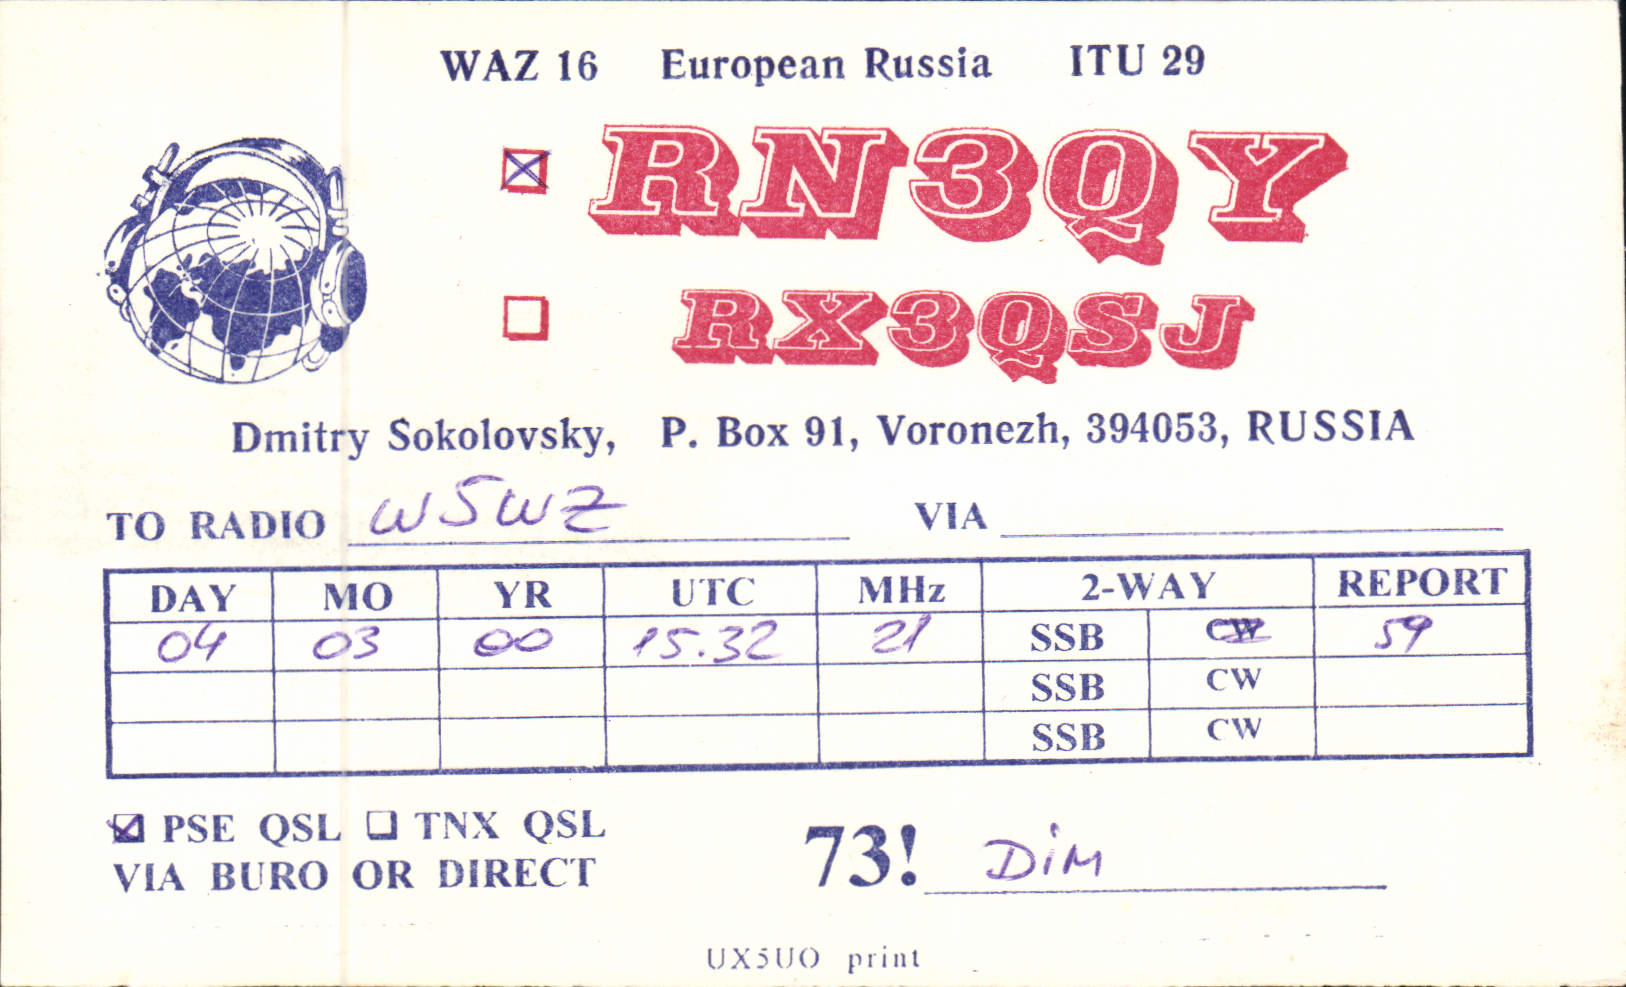 WAZ 16 European Russia ITU 29
RN3QY
RX3QSJ
Dmitry Sokolovsky, P. Box 91, Voronezh, 394053, RUSSIA
TO RADIO W5WZ VIA
DAY MO YR UTC MHz 2-WAY REPORT
04 03 00 15.32 21 SSB CW 59
SSB CW
SSB CW
PSE QSL TNX QSL
VIA BURO OR DIRECT
73! DiM
UX5UO print